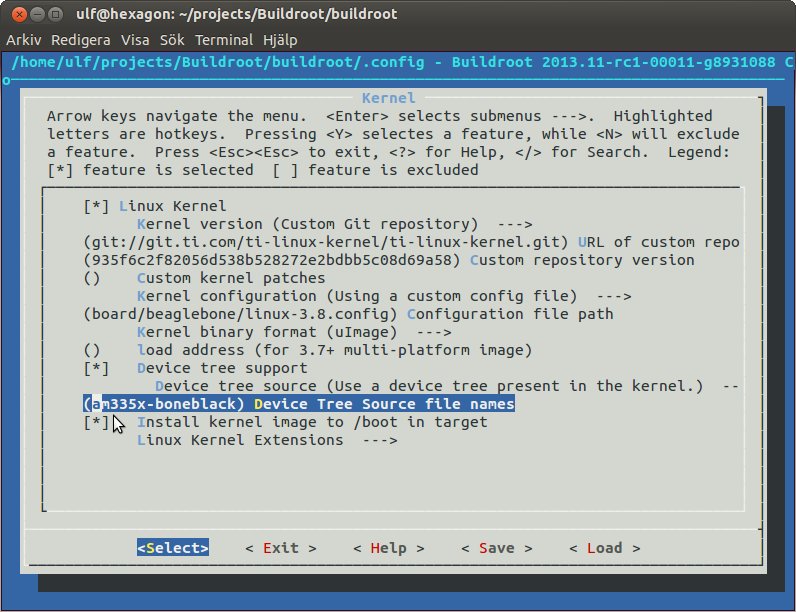 ulf@hexagon: ~/projects/Buildroot/buildroot
Arkiv Redigera Visa Sök Terminal Hjälp
/home/ulf/projects/Buildroot/buildroot/.config - Buildroot 2013.11-rc1-00011-g8931088 C
o
Kernel
Arrow keys navigate the menu.  <Enter> selects submenus --->.  Highlighted
letters are hotkeys.  Pressing <Y> selectes a feature, while <N> will exclude
a feature.  Press <Esc><Esc> to exit, <?> for Help, </> for Search.  Legend:
[*] feature is selected  [ ] feature is excluded
[*] Linux Kernel
Kernel version (Custom Git repository)  --->
(git://git.ti.com/ti-linux-kernel/ti-linux-kernel.git) URL of custom repo
(935f6c2f82056d538b528272e2bdbb5c08d69a58) Custom repository version
()    Custom kernel patches
Kernel configuration (Using a custom config file)  --->
(board/beaglebone/linux-3.8.config) Configuration file path
Kernel binary format (uImage)  --->
()    load address (for 3.7+ multi-platform image)
[*]   Device tree support
Device tree source (Use a device tree present in the kernel.)  --
(am335x-boneblack) Device Tree Source file names
[*]   Install kernel image to /boot in target
Linux Kernel Extensions  --->
<Select>    < Exit >    < Help >    < Save >    < Load >